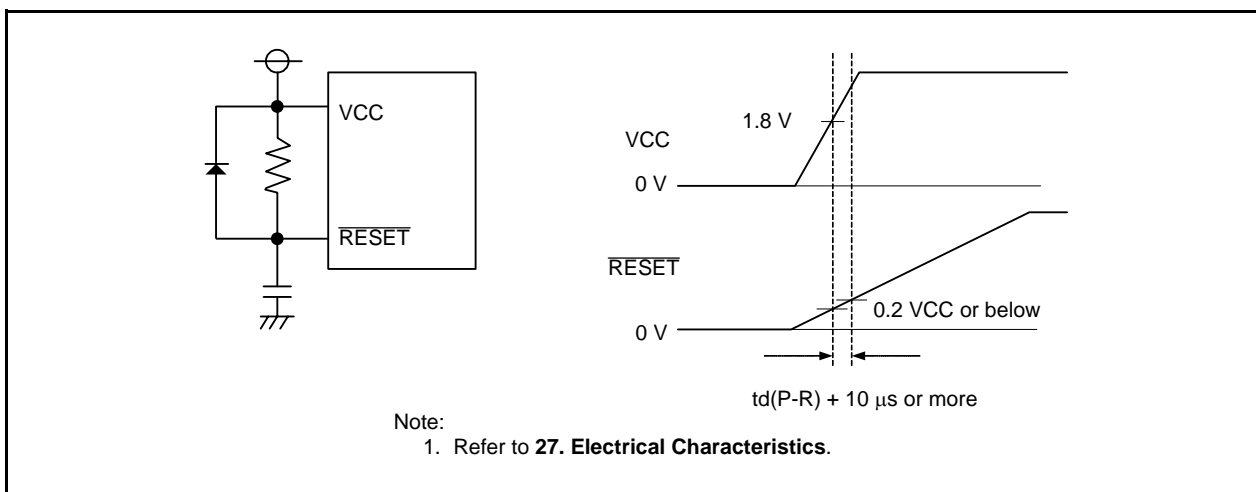 VCC
RESET
VCC
1.8 V
0 V
RESET
0 V
0.2 VCC or below
td(P-R) + 10 μs or more
Note:
1. Refer to 27. Electrical Characteristics.